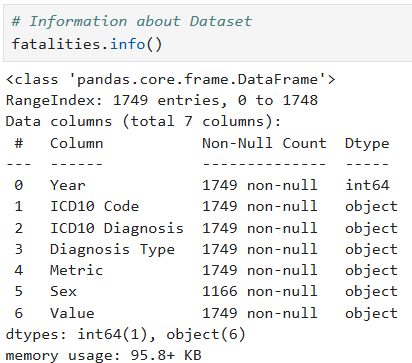 # Information about Dataset
fatalities.info()
<class 'pandas.core.frame.DataFrame'>
RangeIndex: 1749 entries, 0 to 1748
Data columns (total 7 columns):
 #   Column          Non-Null Count  Dtype
---  ------          --------------  -----
 0   Year            1749 non-null   int64
 1   ICD10 Code      1749 non-null   object
 2   ICD10 Diagnosis 1749 non-null   object
 3   Diagnosis Type  1749 non-null   object
 4   Metric          1749 non-null   object
 5   Sex             1166 non-null   object
 6   Value           1749 non-null   object
dtypes: int64(1), object(6)
memory usage: 95.8+ KB